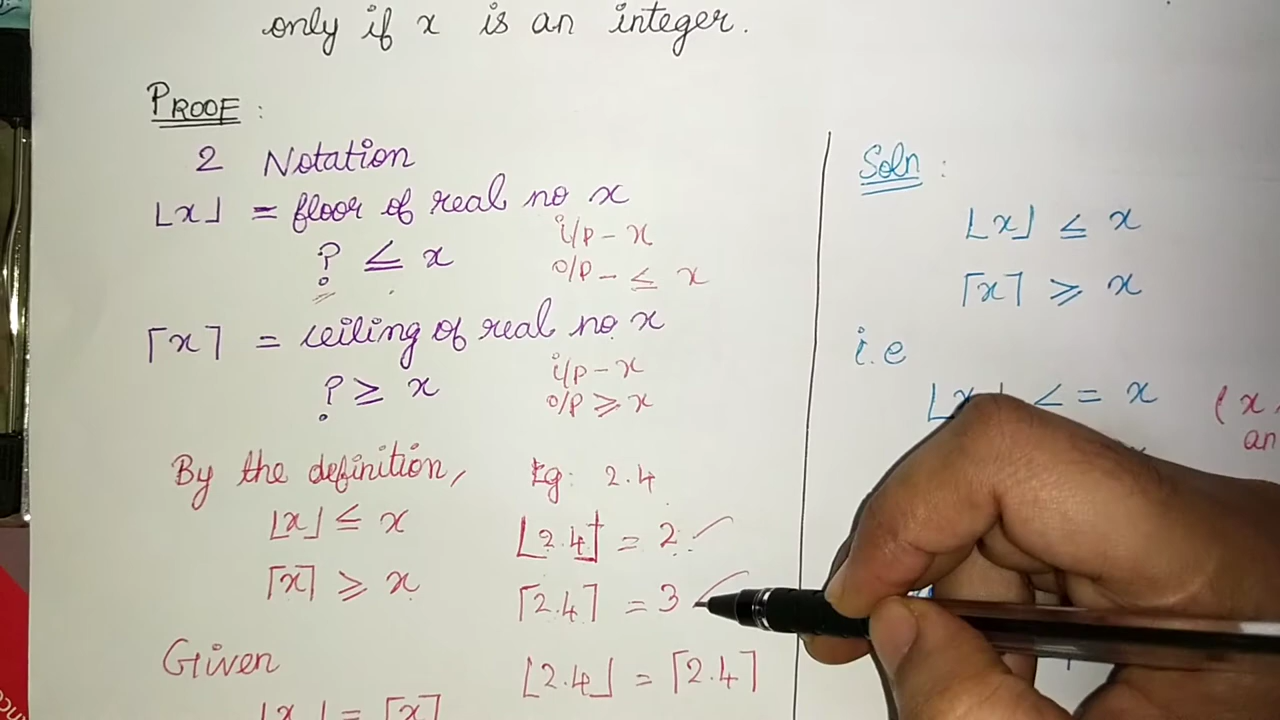 only if x is an integer.
PROOF :
2 Notation
⌊x⌋ = floor of real no x
? ≤ x
i/p - x
o/p - ≤ x
⌈x⌉ = ceiling of real no x
? ≥ x
i/p - x
o/p ≥ x
By the definition,
⌊x⌋ ≤ x
⌈x⌉ ≥ x
Eg: 2.4
⌊2.4⌋ = 2 ✓
⌈2.4⌉ = 3 ✓
Given
⌊x⌋ = ⌈x⌉
⌊2.4⌋ = ⌈2.4⌉
Soln :
⌊x⌋ ≤ x
⌈x⌉ ≥ x
i.e
⌊x⌋ < = x
(x
an